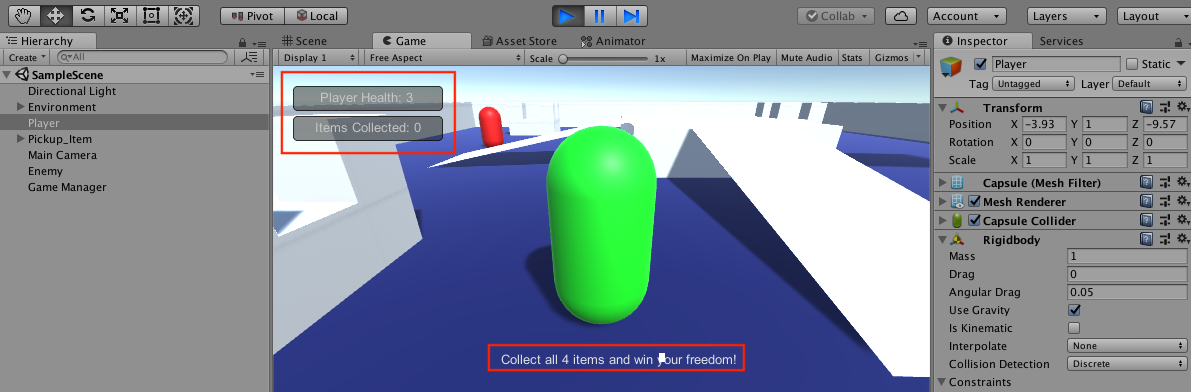 Pivot Local Collab Account Layers Layout
Hierarchy Scene Game Asset Store Animator Inspector Services
Create All Display 1 Free Aspect Scale 1x Maximize On Play Mute Audio Stats Gizmos Player Static
SampleScene Tag Untagged Layer Default
Directional Light
Environment
Player
Pickup_Item
Main Camera
Enemy
Game Manager
Player Health: 3
Items Collected: 0
Collect all 4 items and win your freedom!
Transform
Position X -3.93 Y 1 Z -9.57
Rotation X 0 Y 0 Z 0
Scale X 1 Y 1 Z 1
Capsule (Mesh Filter)
Mesh Renderer
Capsule Collider
Rigidbody
Mass 1
Drag 0
Angular Drag 0.05
Use Gravity
Is Kinematic
Interpolate None
Collision Detection Discrete
Constraints